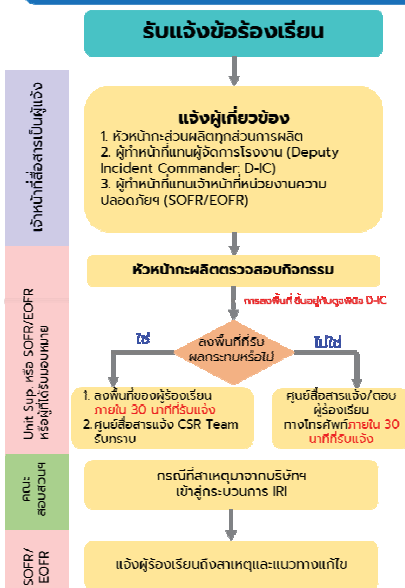 รับแจ้งข้อร้องเรียน
เจ้าหน้าที่สื่อสารเป็นผู้แจ้ง
แจ้งผู้เกี่ยวข้อง
1. หัวหน้ากะส่วนผลิตทุกส่วนการผลิต
2. ผู้ทำหน้าที่แทนผู้จัดการโรงงาน (Deputy
Incident Commander, D-IC)
3. ผู้ทำหน้าที่แทนเจ้าหน้าที่หน่วยงานความ
ปลอดภัยฯ (SOFR/EOFR)
Unit Sup. หรือ SOFR/EOFR
หรือผู้ที่ได้รับมอบหมาย
หัวหน้ากะผลิตตรวจสอบกิจกรรม
การลงพื้นที่ ขึ้นอยู่กับดุลพินิจ D-IC
ลงพื้นที่ที่รับ
ผลกระทบหรือไม่
ใช่
ไม่ใช่
1. ลงพื้นที่ของผู้ร้องเรียน
ภายใน 30 นาทีที่รับแจ้ง
2. ศูนย์สื่อสารแจ้ง CSR Team
รับทราบ
ศูนย์สื่อสารแจ้ง/ตอบ
ผู้ร้องเรียน
ทางโทรศัพท์ภายใน 30
นาทีที่รับแจ้ง
คณะ
สอบสวนฯ
กรณีที่สาเหตุมาจากบริษัทฯ
เข้าสู่กระบวนการ IRI
SOFR/
EOFR
แจ้งผู้ร้องเรียนถึงสาเหตุและแนวทางแก้ไข